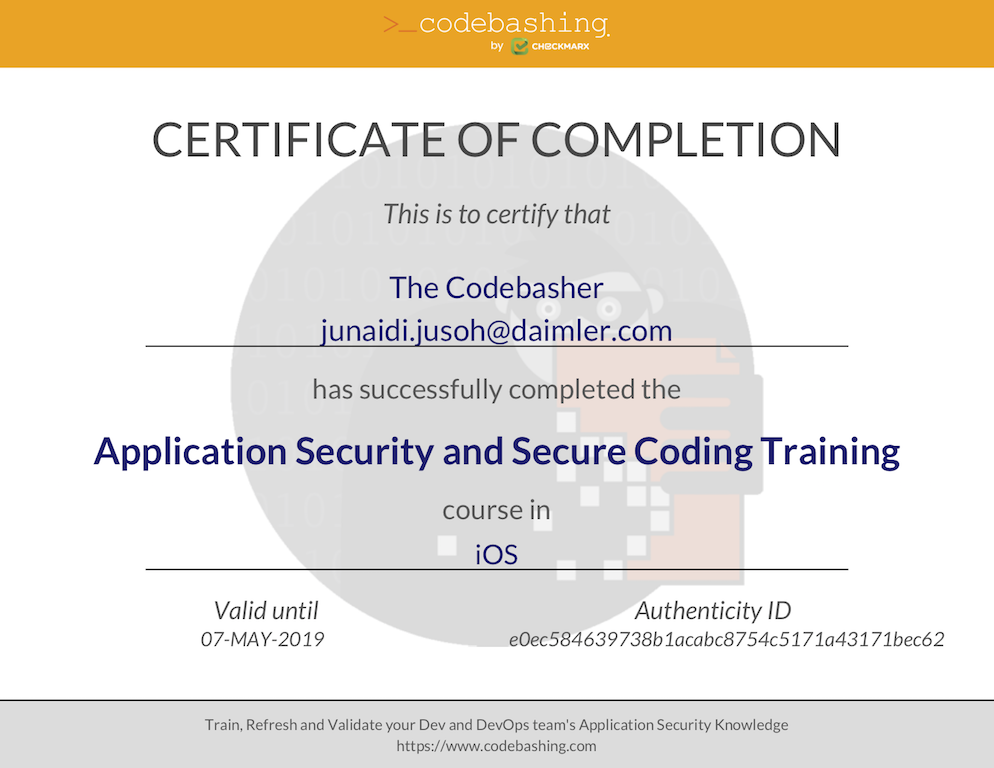 >_codebashing
by CHECKMARX
CERTIFICATE OF COMPLETION
This is to certify that
The Codebasher
junaidi.jusoh@daimler.com
has successfully completed the
Application Security and Secure Coding Training
course in
iOS
Valid until
Authenticity ID
07-MAY-2019
e0ec584639738b1acabc8754c5171a43171bec62
Train, Refresh and Validate your Dev and DevOps team's Application Security Knowledge
https://www.codebashing.com